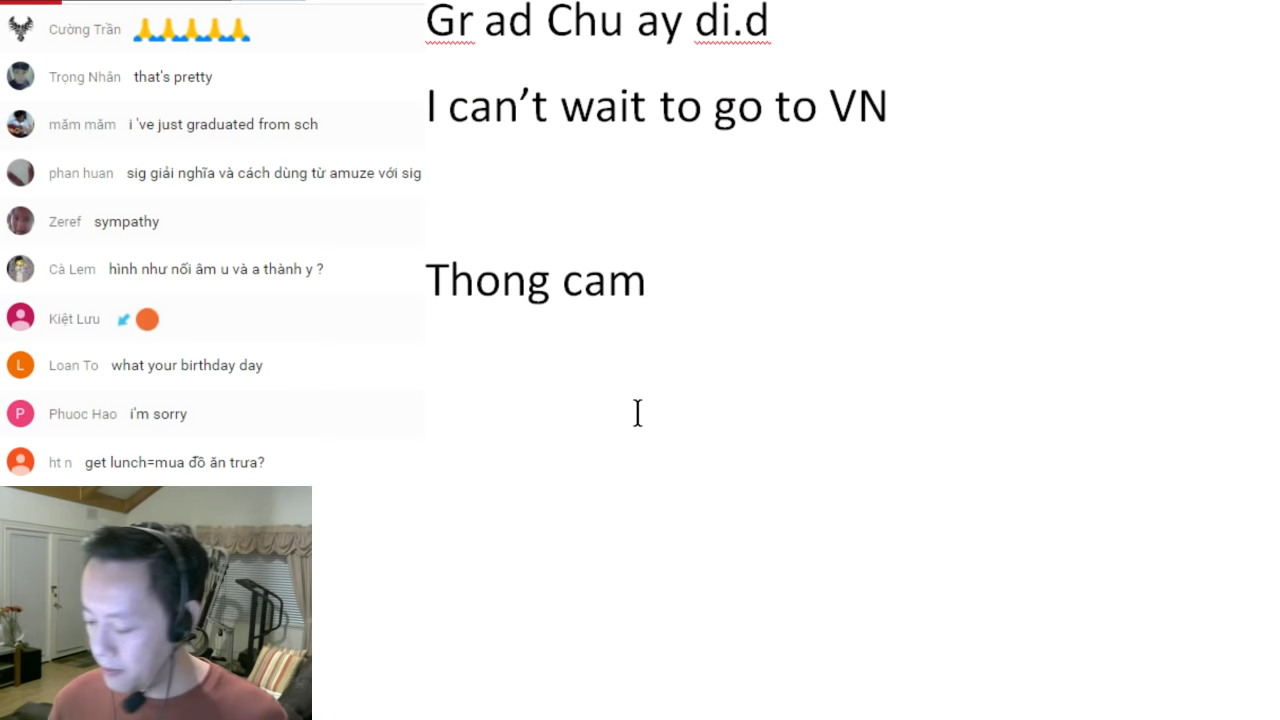 Cường Trần 🙏🙏🙏🙏🙏
Trọng Nhân that's pretty
măm măm i 've just graduated from sch
phan huan sig giải nghĩa và cách dùng từ amuze với sig
Zeref sympathy
Cà Lem hình như nối âm u và a thành y ?
Kiệt Lưu
L Loan To what your birthday day
P Phuoc Hao i'm sorry
ht n get lunch=mua đồ ăn trưa?
Gr ad Chu ay di.d
I can’t wait to go to VN
Thong cam